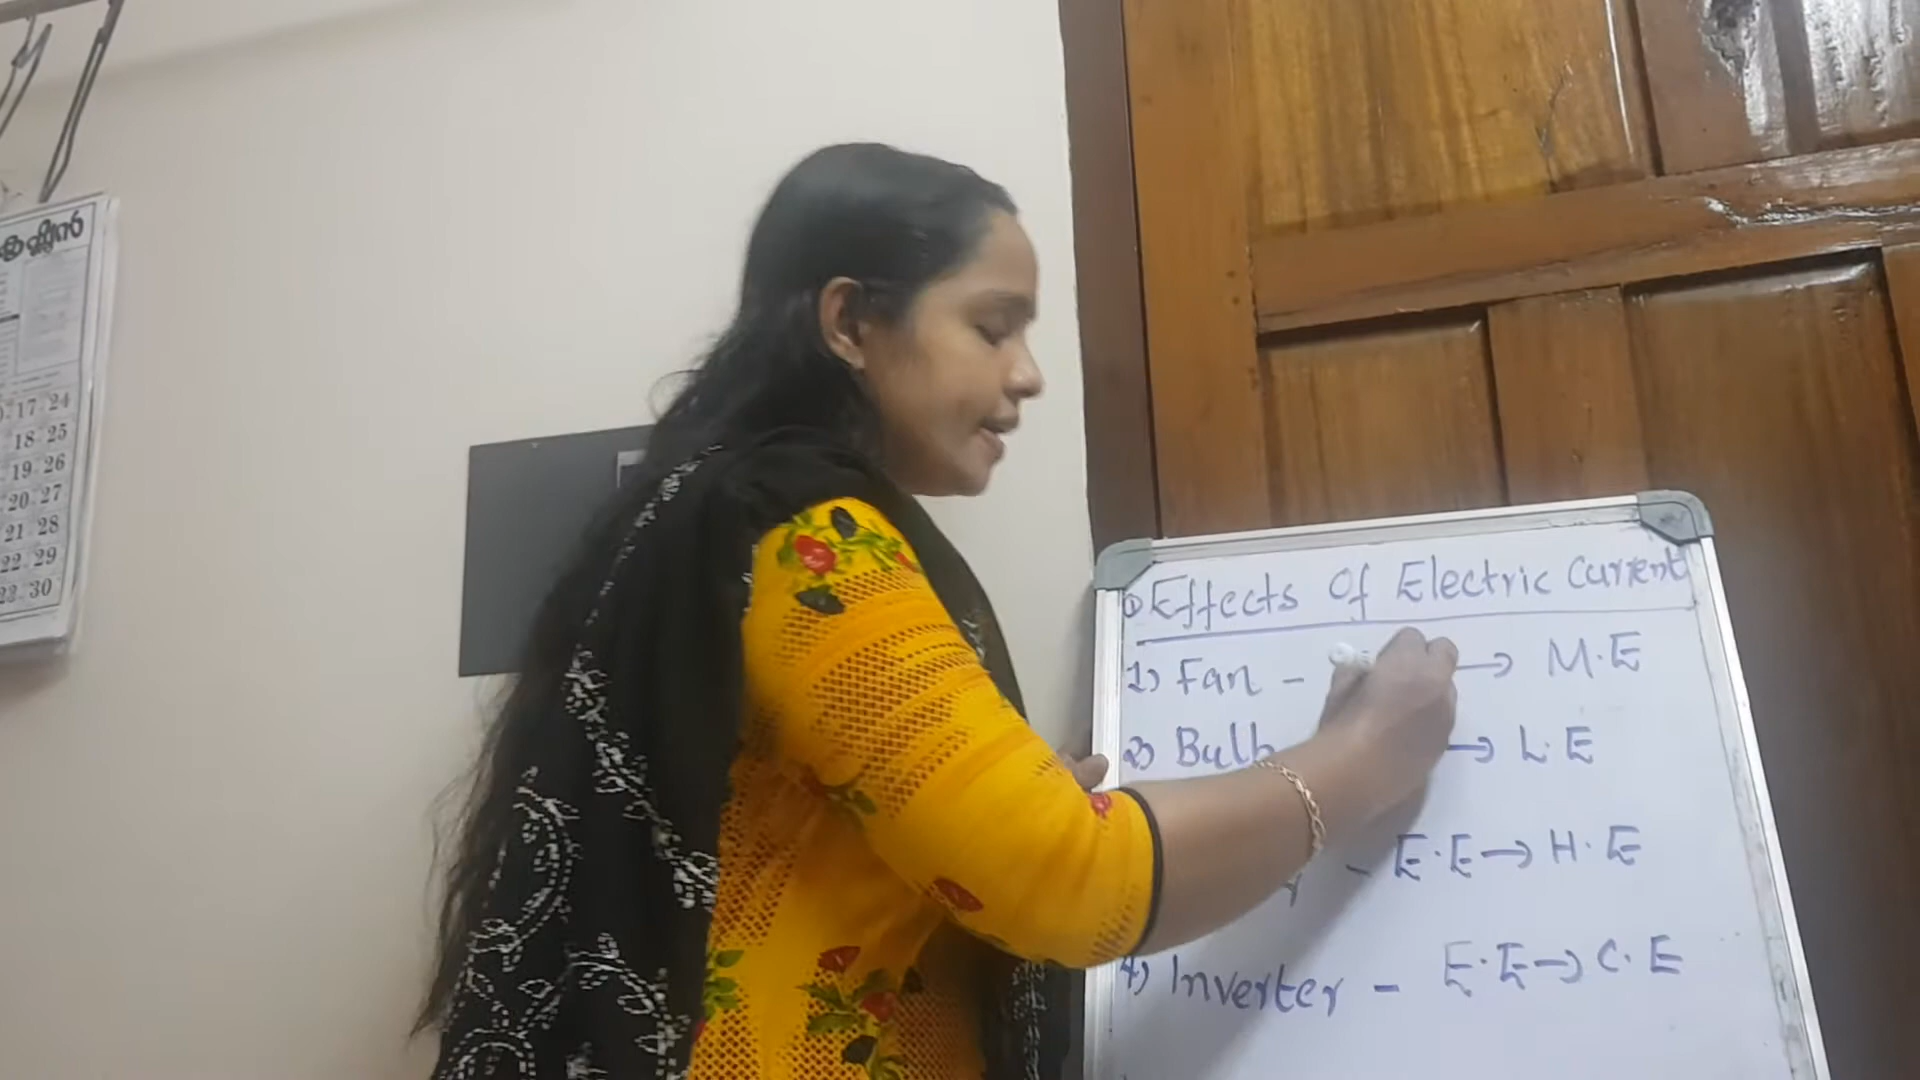 17 24
18 25
19 26
20 27
21 28
22 29
23 30
① Effects Of Electric Current
1) Fan - → M.E
2) Bulb → L.E
- E.E → H.E
4) Inverter - E.E → C.E